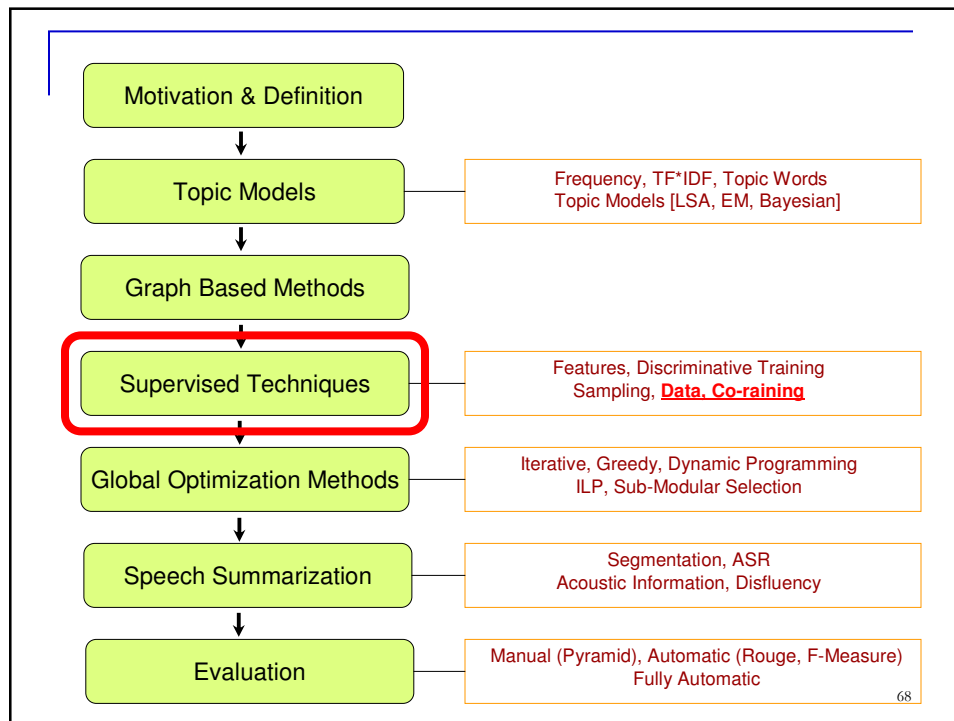 Motivation & Definition
Topic Models
Frequency, TF*IDF, Topic Words
Topic Models [LSA, EM, Bayesian]
Graph Based Methods
Supervised Techniques
Features, Discriminative Training
Sampling, Data, Co-raining
Global Optimization Methods
Iterative, Greedy, Dynamic Programming
ILP, Sub-Modular Selection
Speech Summarization
Segmentation, ASR
Acoustic Information, Disfluency
Evaluation
Manual (Pyramid), Automatic (Rouge, F-Measure)
Fully Automatic
68